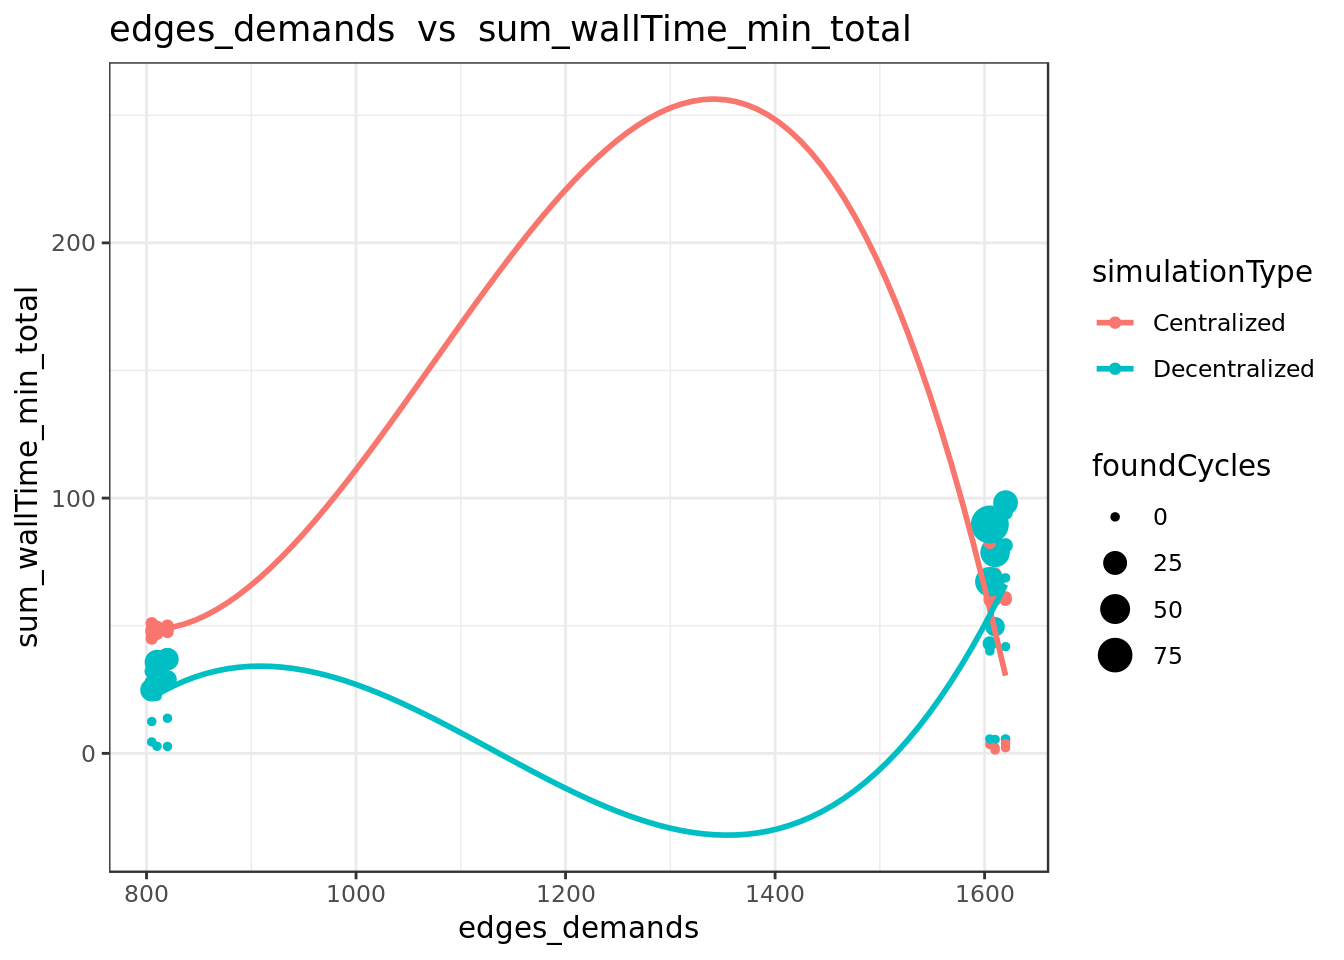 edges_demands  vs  sum_wallTime_min_total
sum_wallTime_min_total
200
100
0
800
1000
1200
1400
1600
edges_demands
simulationType
Centralized
Decentralized
foundCycles
0
25
50
75